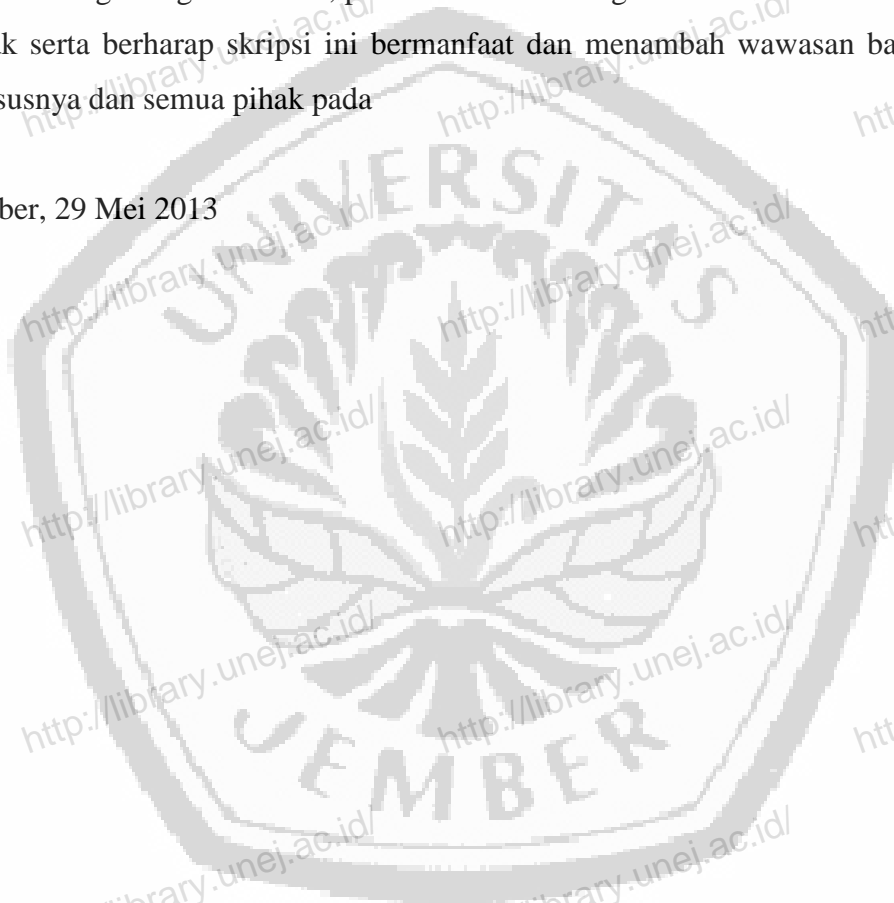 k serta berharap skripsi ini bermanfaat dan menambah wawasan ba
susnya dan semua pihak pada
ber, 29 Mei 2013
UNIVERSITAS
JEMBER
http://library.unej.ac.id/
http://library.unej.ac.id/
http://library.unej.ac.id/
http://library.unej.ac.id/
http://library.unej.ac.id/
http://library.unej.ac.id/
http://library.unej.ac.id/
http://library.unej.ac.id/